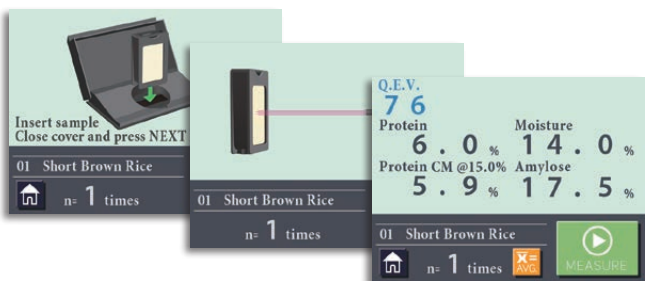 Insert sample
Close cover and press NEXT
01 Short Brown Rice
n= 1 times
01 Short Brown Rice
n= 1 times
Q.E.V.
76
Protein Moisture
6.0 % 14.0 %
Protein CM @15.0% Amylose
5.9 % 17.5 %
01 Short Brown Rice
n= 1 times X= AVG. MEASURE